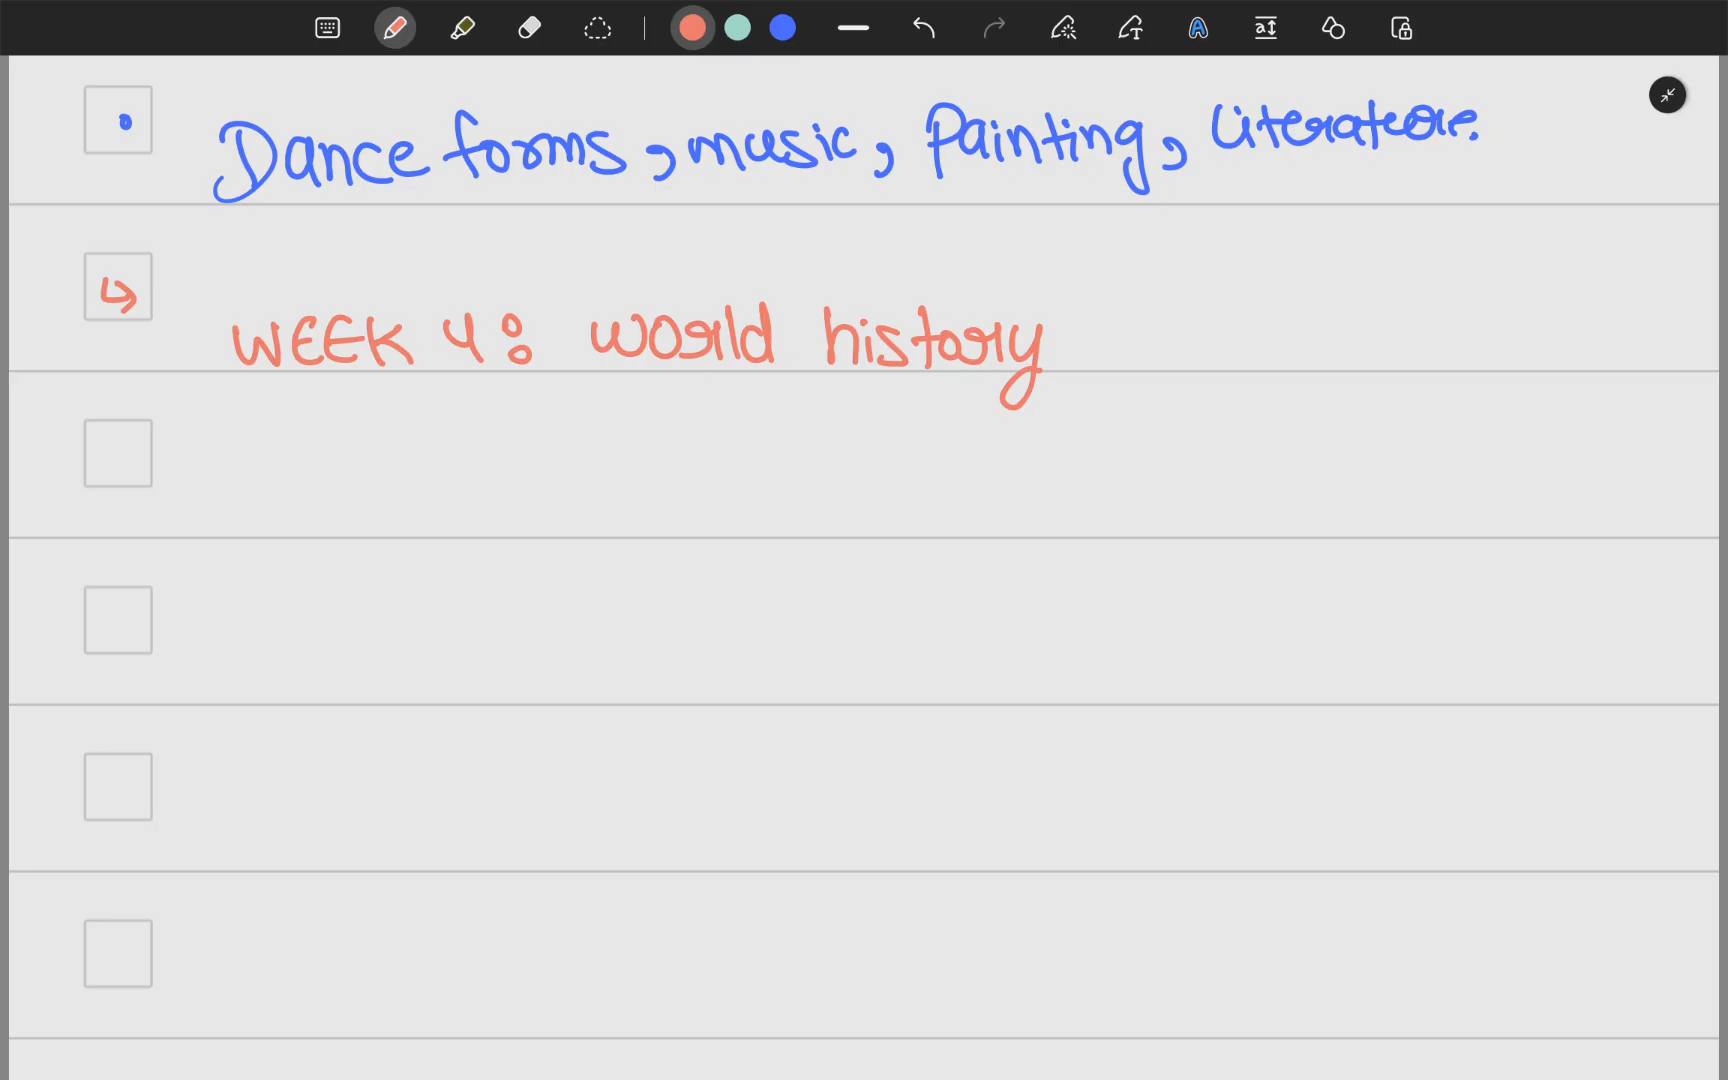 • Dance forms, music, Painting, Literature.
↳ WEEK 4: world history